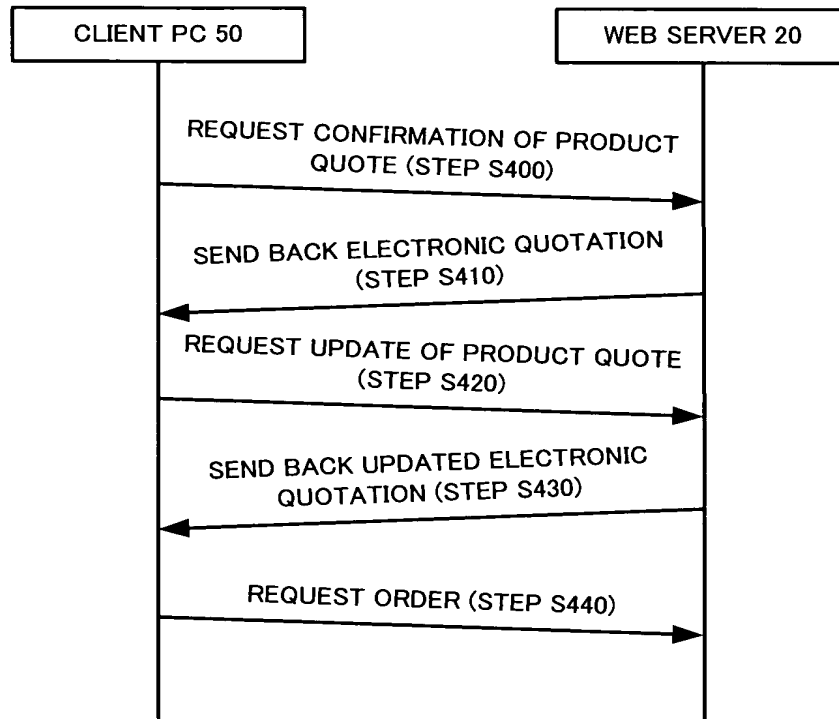 CLIENT PC 50
WEB SERVER 20
REQUEST CONFIRMATION OF PRODUCT
QUOTE (STEP S400)
SEND BACK ELECTRONIC QUOTATION
(STEP S410)
REQUEST UPDATE OF PRODUCT QUOTE
(STEP S420)
SEND BACK UPDATED ELECTRONIC
QUOTATION (STEP S430)
REQUEST ORDER (STEP S440)